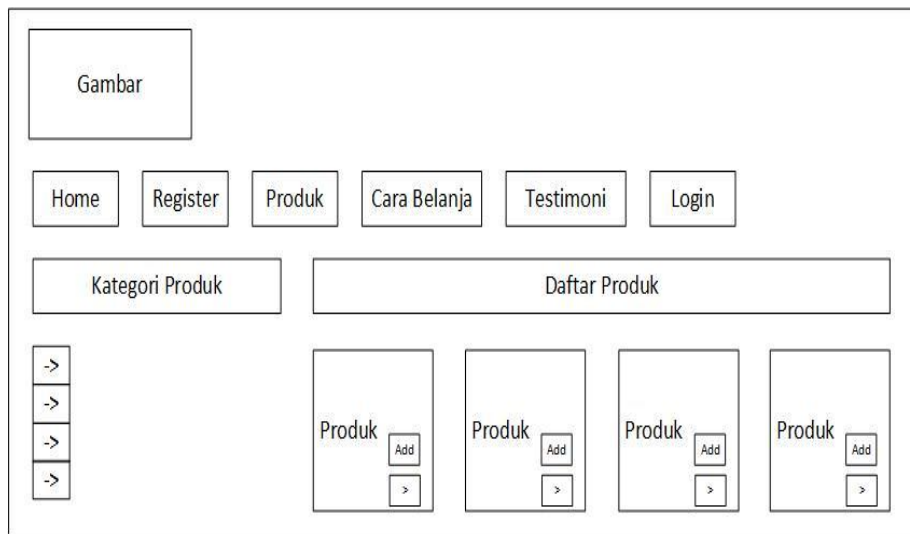 Gambar
Home Register Produk Cara Belanja Testimoni Login
Kategori Produk Daftar Produk
->
->
->
->
Produk Add >
Produk Add >
Produk Add >
Produk Add >